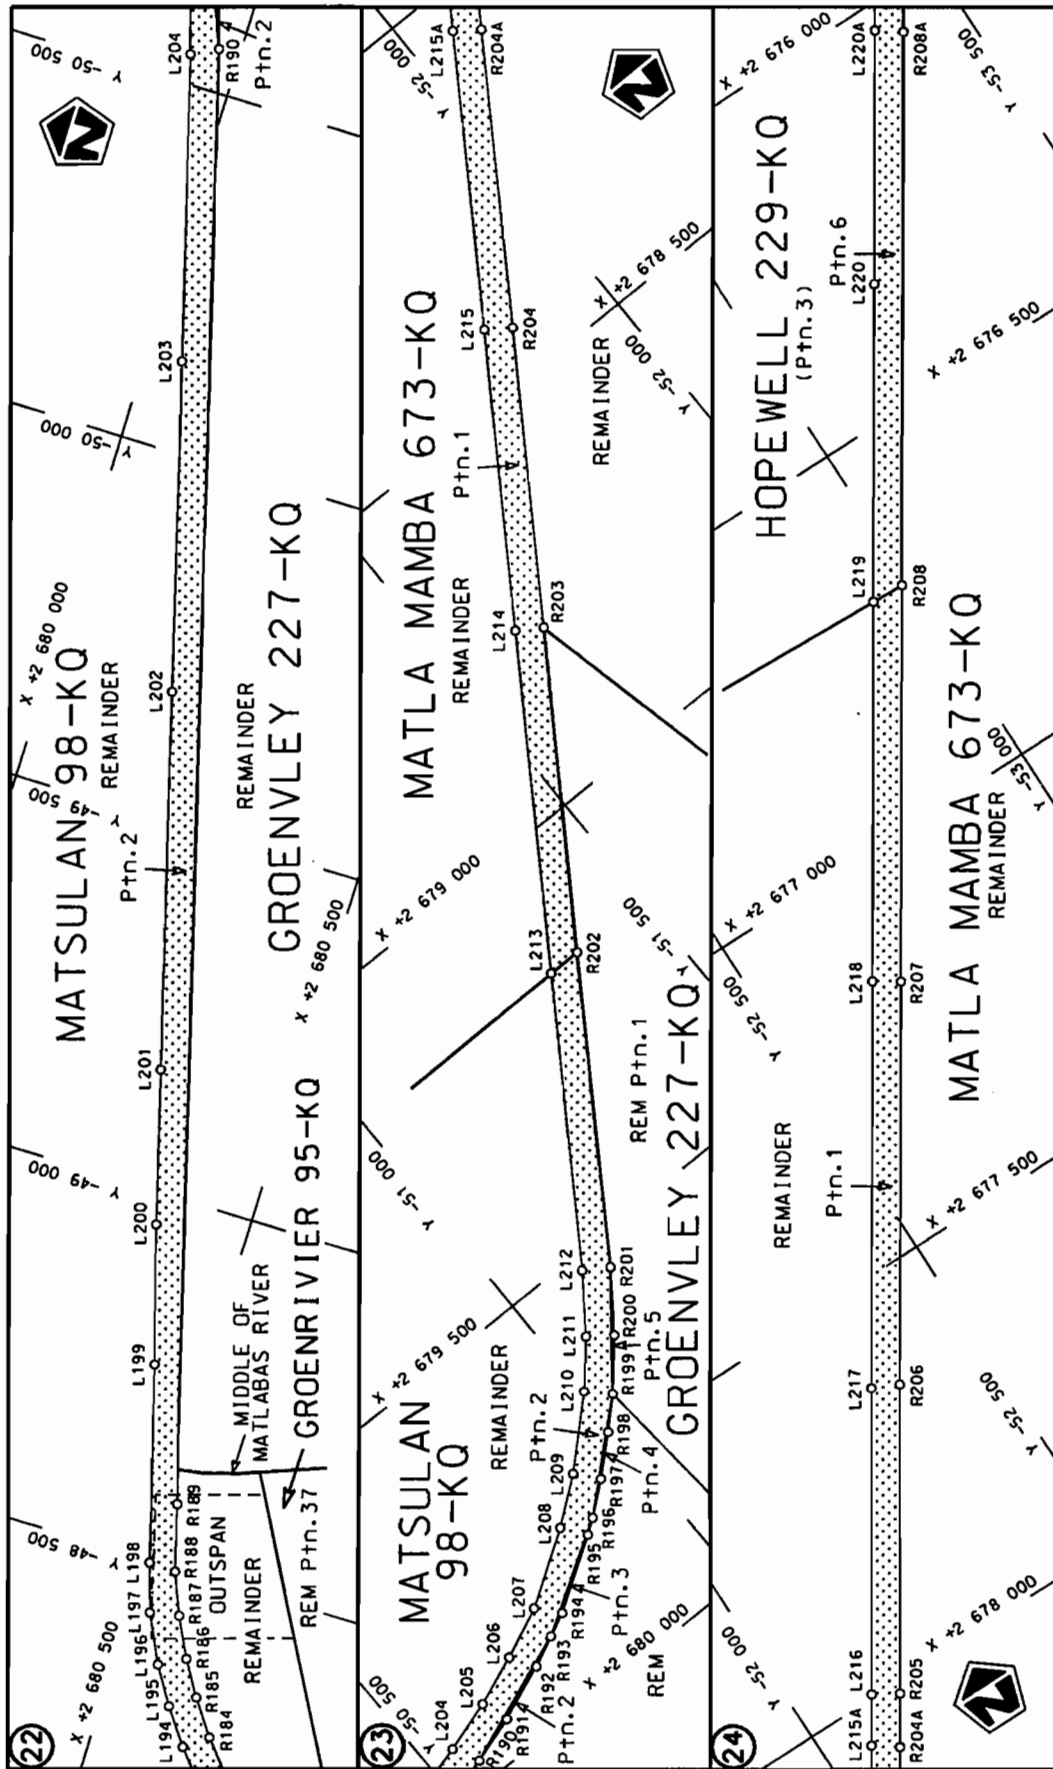 22
MATSULAN 98-KQ
REMAINDER
X +2 680 000
Y -50 500
Y -50 000
Y -49 500
Y -49 000
Y -48 500
X +2 680 500
X +2 680 500
N
L194
L195
L196
L197
L198
L199
L200
L201
L202
L203
L204
R184
R185
R186
R187
R188
R189
R190
Ptn.2
Ptn.2
OUTSPAN
REMAINDER
REM Ptn.37
MIDDLE OF
MATLABAS RIVER
GROENRIVIER 95-KQ
REMAINDER
GROENVLEY 227-KQ
23
MATSULAN
98-KQ
REMAINDER
MATLA MAMBA 673-KQ
REMAINDER
Ptn.1
REMAINDER
N
Y -50 500
X +2 679 500
Y -51 000
X +2 679 000
Y -52 000
X +2 678 500
Y -52 000
Y -51 500
X +2 680 000
L204
L205
L206
L207
L208
L209
L210
L211
L212
L213
L214
L215
L215A
R190
R191
R192
R193
R194
R195
R196
R197
R198
R199
R200
R201
R202
R203
R204
R204A
Ptn.2
Ptn.2
Ptn.3
Ptn.4
Ptn.5
REM
REM Ptn.1
GROENVLEY 227-KQ
24
HOPEWELL 229-KQ
(Ptn.3)
Ptn.6
REMAINDER
Ptn.1
MATLA MAMBA 673-KQ
REMAINDER
N
Y -52 000
Y -52 500
X +2 677 000
X +2 676 000
Y -53 500
X +2 676 500
Y -53 000
X +2 677 500
Y -52 500
X +2 678 000
L215A
L216
L217
L218
L219
L220
L220A
R204A
R205
R206
R207
R208
R208A